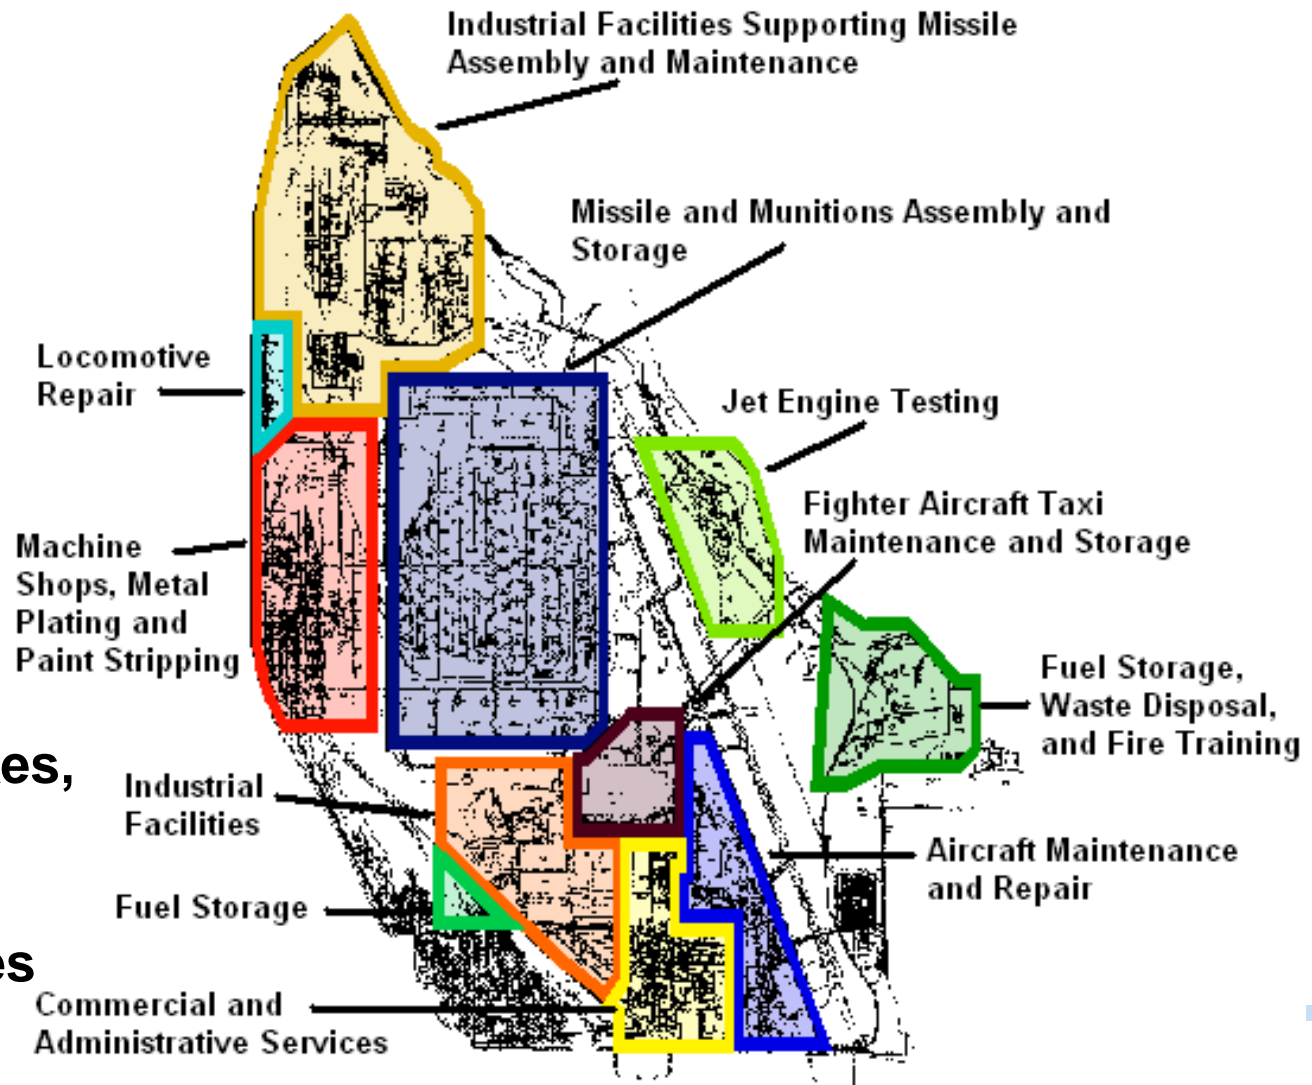 Industrial Facilities Supporting Missile
Assembly and Maintenance
Missile and Munitions Assembly and
Storage
Locomotive
Repair
Jet Engine Testing
Fighter Aircraft Taxi
Maintenance and Storage
Machine
Shops, Metal
Plating and
Paint Stripping
Fuel Storage,
Waste Disposal,
and Fire Training
Industrial
Facilities
Aircraft Maintenance
and Repair
Fuel Storage
Commercial and
Administrative Services